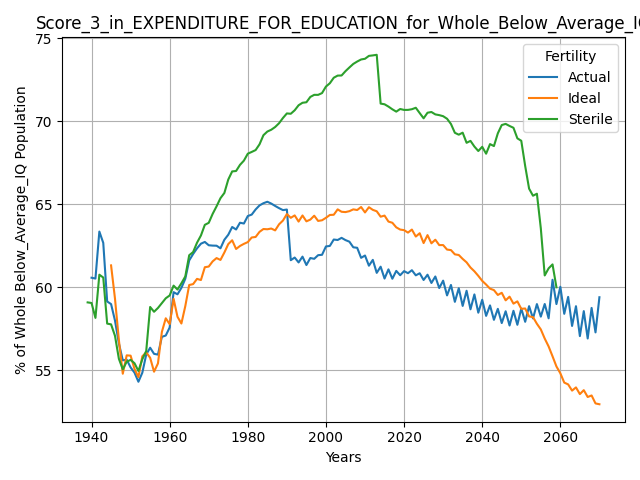 Score_3_in_EXPENDITURE_FOR_EDUCATION_for_Whole_Below_Average_IQ
% of Whole Below_Average_IQ Population
75
70
65
60
55
Fertility
Actual
Ideal
Sterile
1940 1960 1980 2000 2020 2040 2060
Years